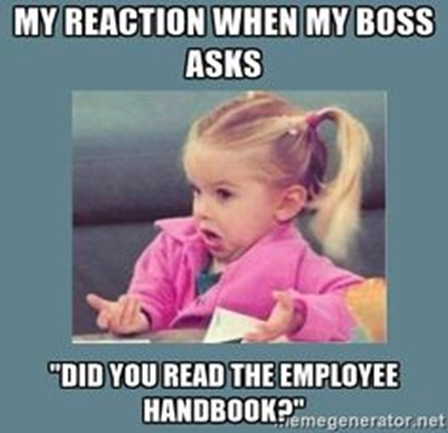 MY REACTION WHEN MY BOSS
ASKS
"DID YOU READ THE EMPLOYEE
HANDBOOK?"
memegenerator.net